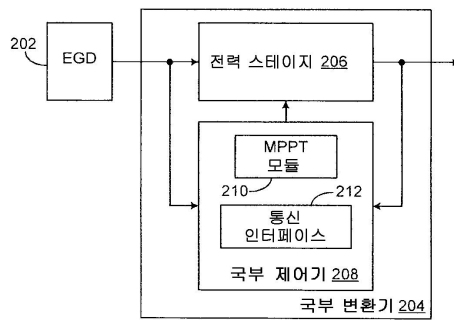 202
EGD
전력 스테이지 206
MPPT
모듈
210
212
통신
인터페이스
국부 제어기 208
국부 변환기 204